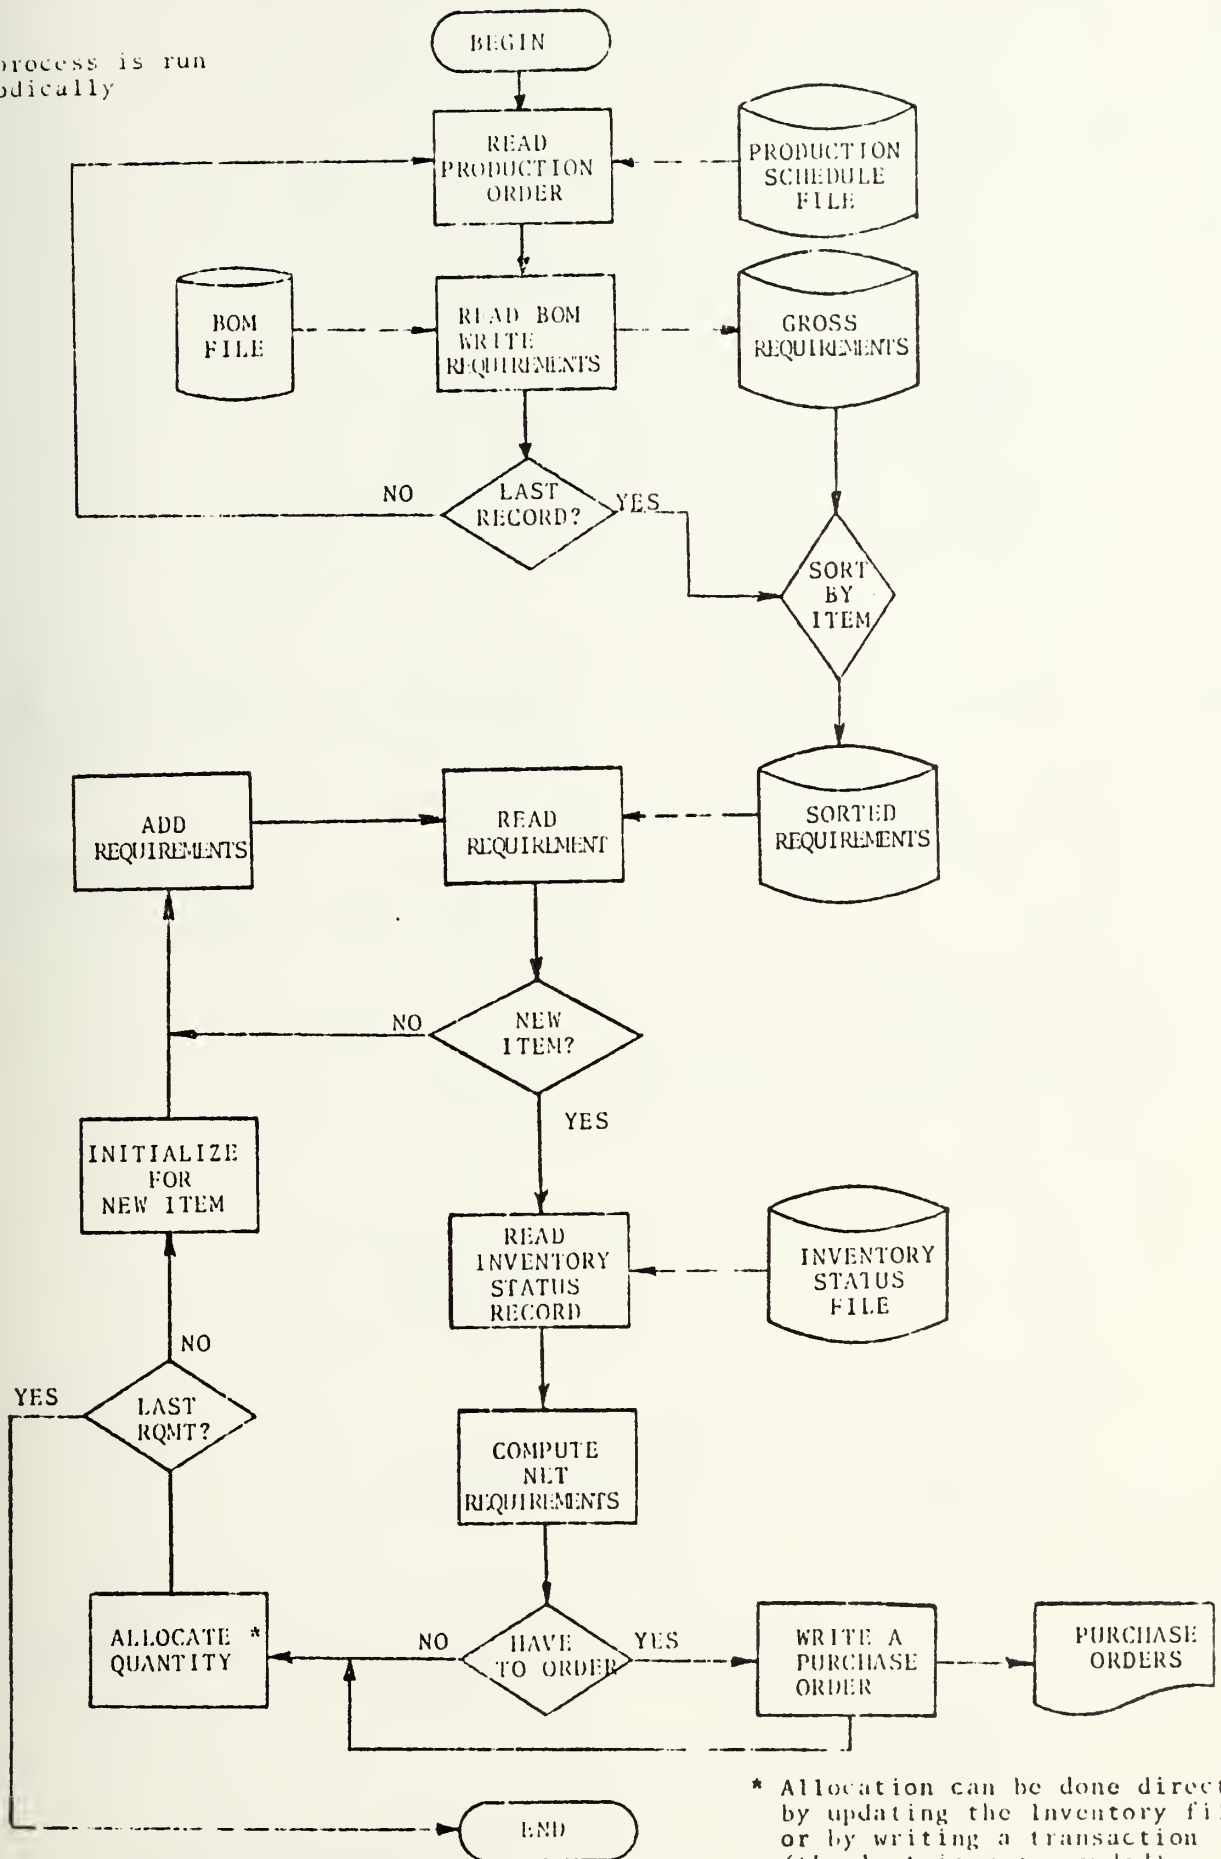 process is run
BEGIN
READ
PRODUCTION
ORDER
PRODUCTION
SCHEDULE
FILE
BOM
FILE
READ BOM
WRITE
REQUIREMENTS
GROSS
REQUIREMENTS
NO
LAST
RECORD?
YES
SORT
BY
ITEM
ADD
REQUIREMENTS
READ
REQUIREMENT
SORTED
REQUIREMENTS
NO
NEW
ITEM?
YES
INITIALIZE
FOR
NEW ITEM
READ
INVENTORY
STATUS
RECORD
INVENTORY
STATUS
FILE
NO
YES
LAST
RQMT?
COMPUTE
NET
REQUIREMENTS
ALLOCATE *
QUANTITY
NO
HAVE
TO ORDER
YES
WRITE A
PURCHASE
ORDER
PURCHASE
ORDERS
END
* Allocation can be done
by updating the Inventory
or by writing a transaction